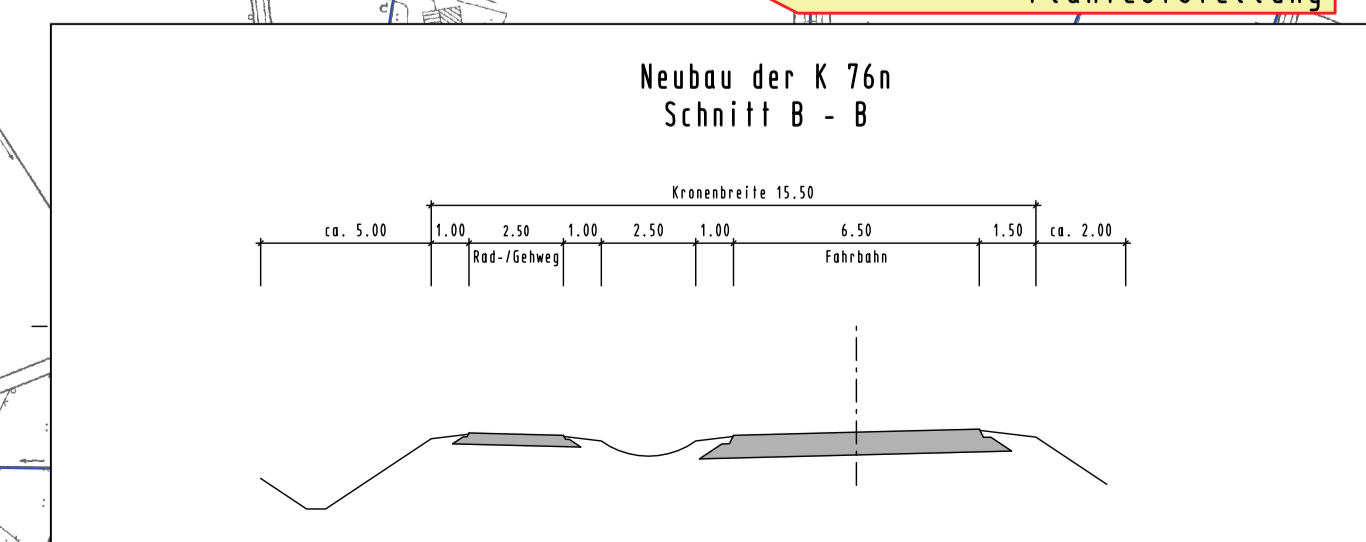 Neubau der K 76n
Schnitt B - B
Kronenbreite 15.50
ca. 5.00 1.00 2.50 1.00 2.50 1.00 6.50 1.50 ca. 2.00
Rad-/Gehweg Fahrbahn